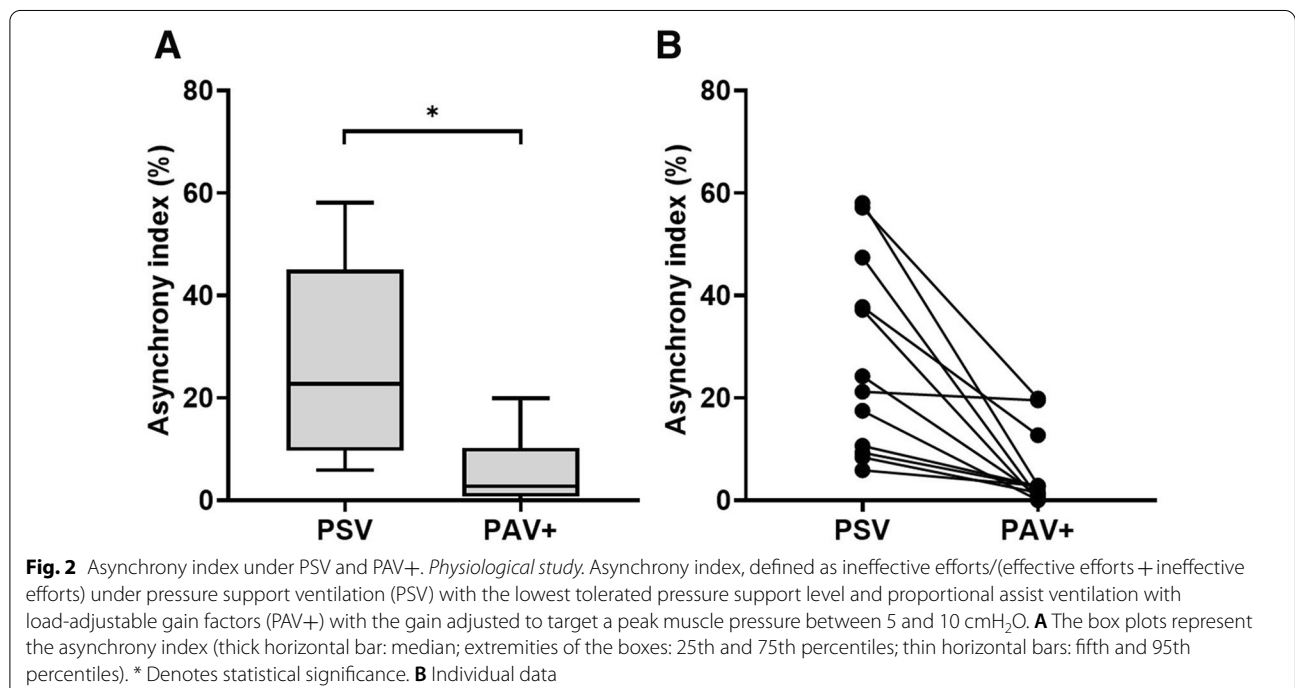 A
B
80
60
40
20
0
Asynchrony index (%)
*
PSV
PAV+
80
60
40
20
0
Asynchrony index (%)
PSV
PAV+
Fig. 2 Asynchrony index under PSV and PAV+. Physiological study. Asynchrony index, defined as ineffective efforts/(effective efforts + ineffective
efforts) under pressure support ventilation (PSV) with the lowest tolerated pressure support level and proportional assist ventilation with
load-adjustable gain factors (PAV+) with the gain adjusted to target a peak muscle pressure between 5 and 10 cmH₂O. A The box plots represent
the asynchrony index (thick horizontal bar: median; extremities of the boxes: 25th and 75th percentiles; thin horizontal bars: fifth and 95th
percentiles). * Denotes statistical significance. B Individual data